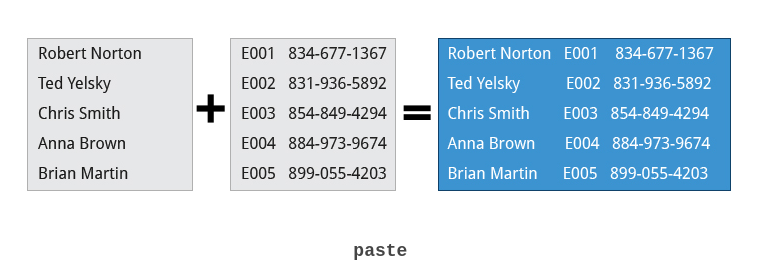 Robert Norton
Ted Yelsky
Chris Smith
Anna Brown
Brian Martin
+
E001 834-677-1367
E002 831-936-5892
E003 854-849-4294
E004 884-973-9674
E005 899-055-4203
=
Robert Norton E001 834-677-1367
Ted Yelsky E002 831-936-5892
Chris Smith E003 854-849-4294
Anna Brown E004 884-973-9674
Brian Martin E005 899-055-4203
paste